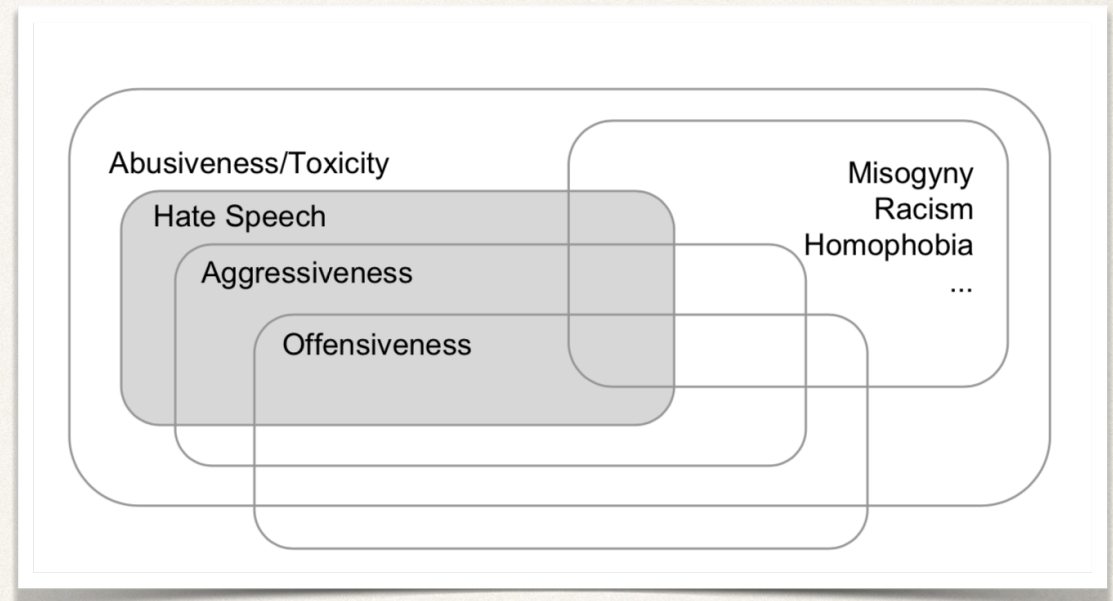 Abusiveness/Toxicity
Hate Speech
Aggressiveness
Offensiveness
Misogyny
Racism
Homophobia
...